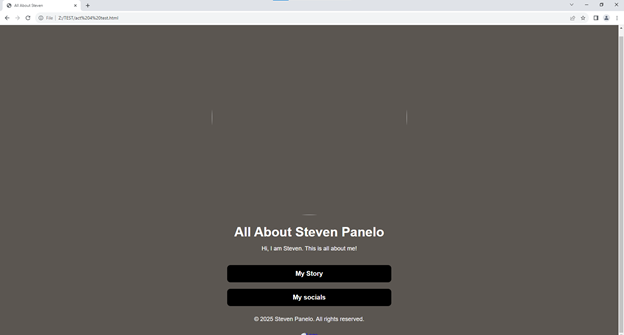 All About Steven
File
Z:/TEST/act%204%20test.html
All About Steven Panelo
Hi, I am Steven. This is all about me!
My Story
My socials
© 2025 Steven Panelo. All rights reserved.